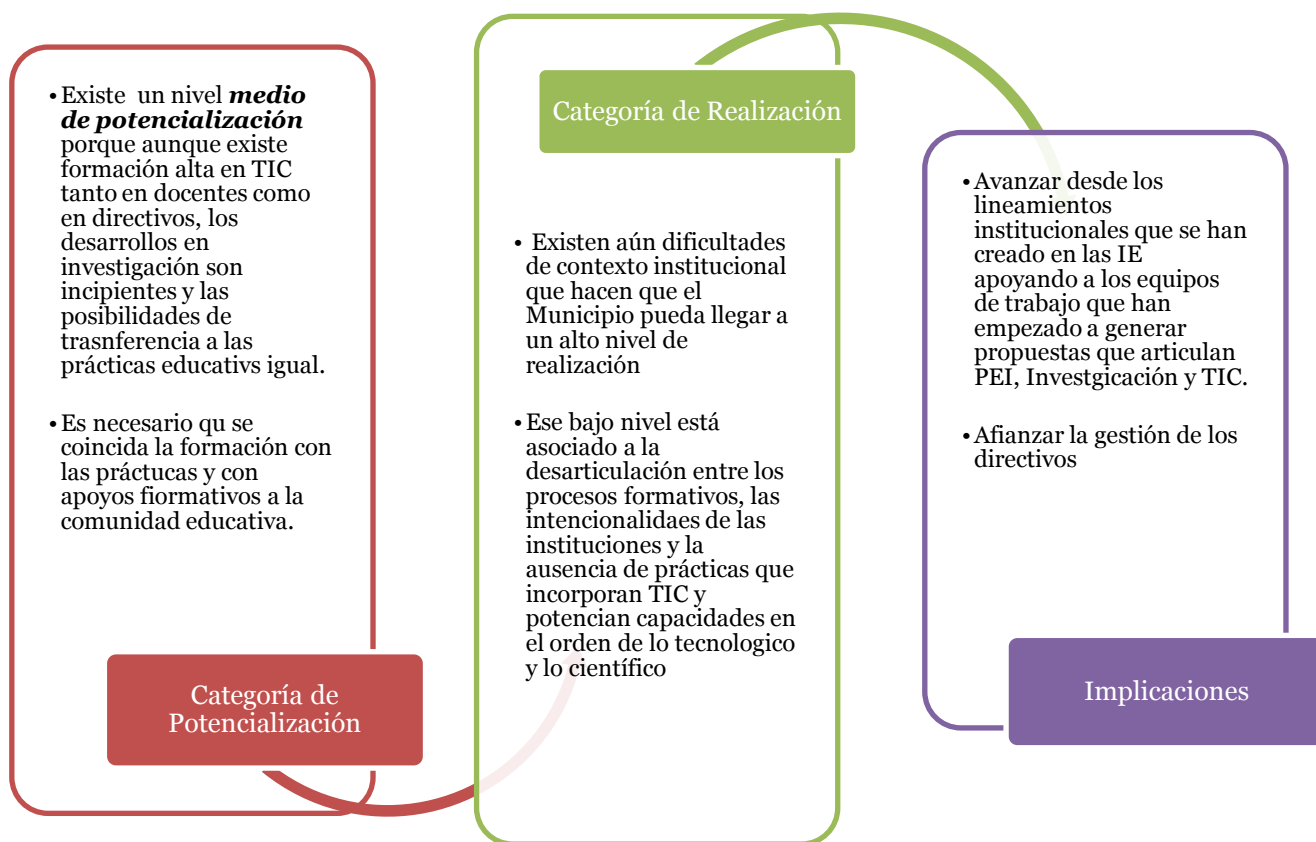 • Existe un nivel medio
de potencialización
porque aunque existe
formación alta en TIC
tanto en docentes como
en directivos, los
desarrollos en
investigación son
incipientes y las
posibilidades de
trasnferencia a las
prácticas educativs igual.
• Es necesario qu se
coincida la formación con
las práctucas y con
apoyos fiormativos a la
comunidad educativa.
Categoría de
Potencialización
Categoría de Realización
• Existen aún dificultades
de contexto institucional
que hacen que el
Municipio pueda llegar a
un alto nivel de
realización
• Ese bajo nivel está
asociado a la
desarticulación entre los
procesos formativos, las
intencionalidaes de las
instituciones y la
ausencia de prácticas que
incorporan TIC y
potencian capacidades en
el orden de lo tecnologico
y lo científico
• Avanzar desde los
lineamientos
institucionales que se han
creado en las IE
apoyando a los equipos
de trabajo que han
empezado a generar
propuestas que articulan
PEI, Investgicación y TIC.
• Afianzar la gestión de los
directivos
Implicaciones